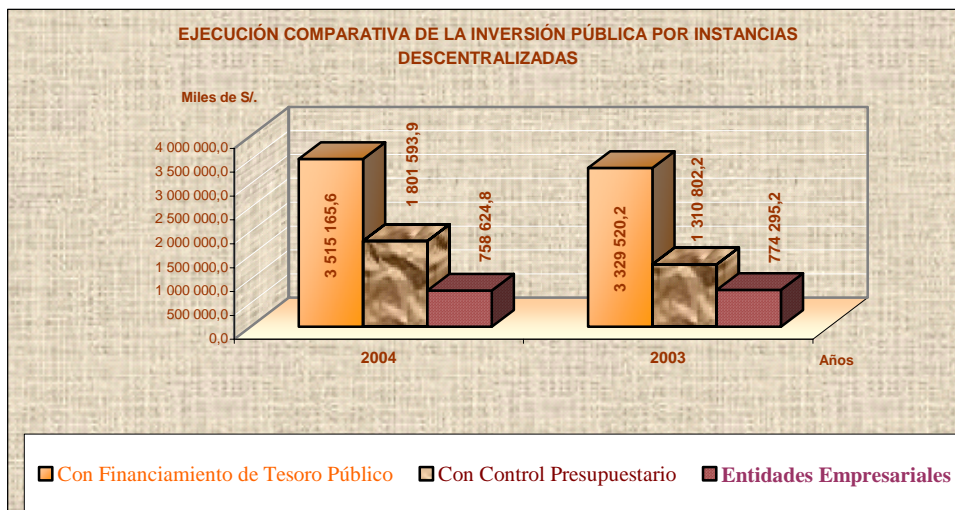 EJECUCIÓN COMPARATIVA DE LA INVERSIÓN PÚBLICA POR INSTANCIAS
DESCENTRALIZADAS
Miles de S/.
4 000 000,0
3 500 000,0
3 000 000,0
2 500 000,0
2 000 000,0
1 500 000,0
1 000 000,0
500 000,0
0,0
3 515 165,6
1 801 593,9
758 624,8
3 329 520,2
1 310 802,2
774 295,2
2004
2003
Años
Con Financiamiento de Tesoro Público
Con Control Presupuestario
Entidades Empresariales